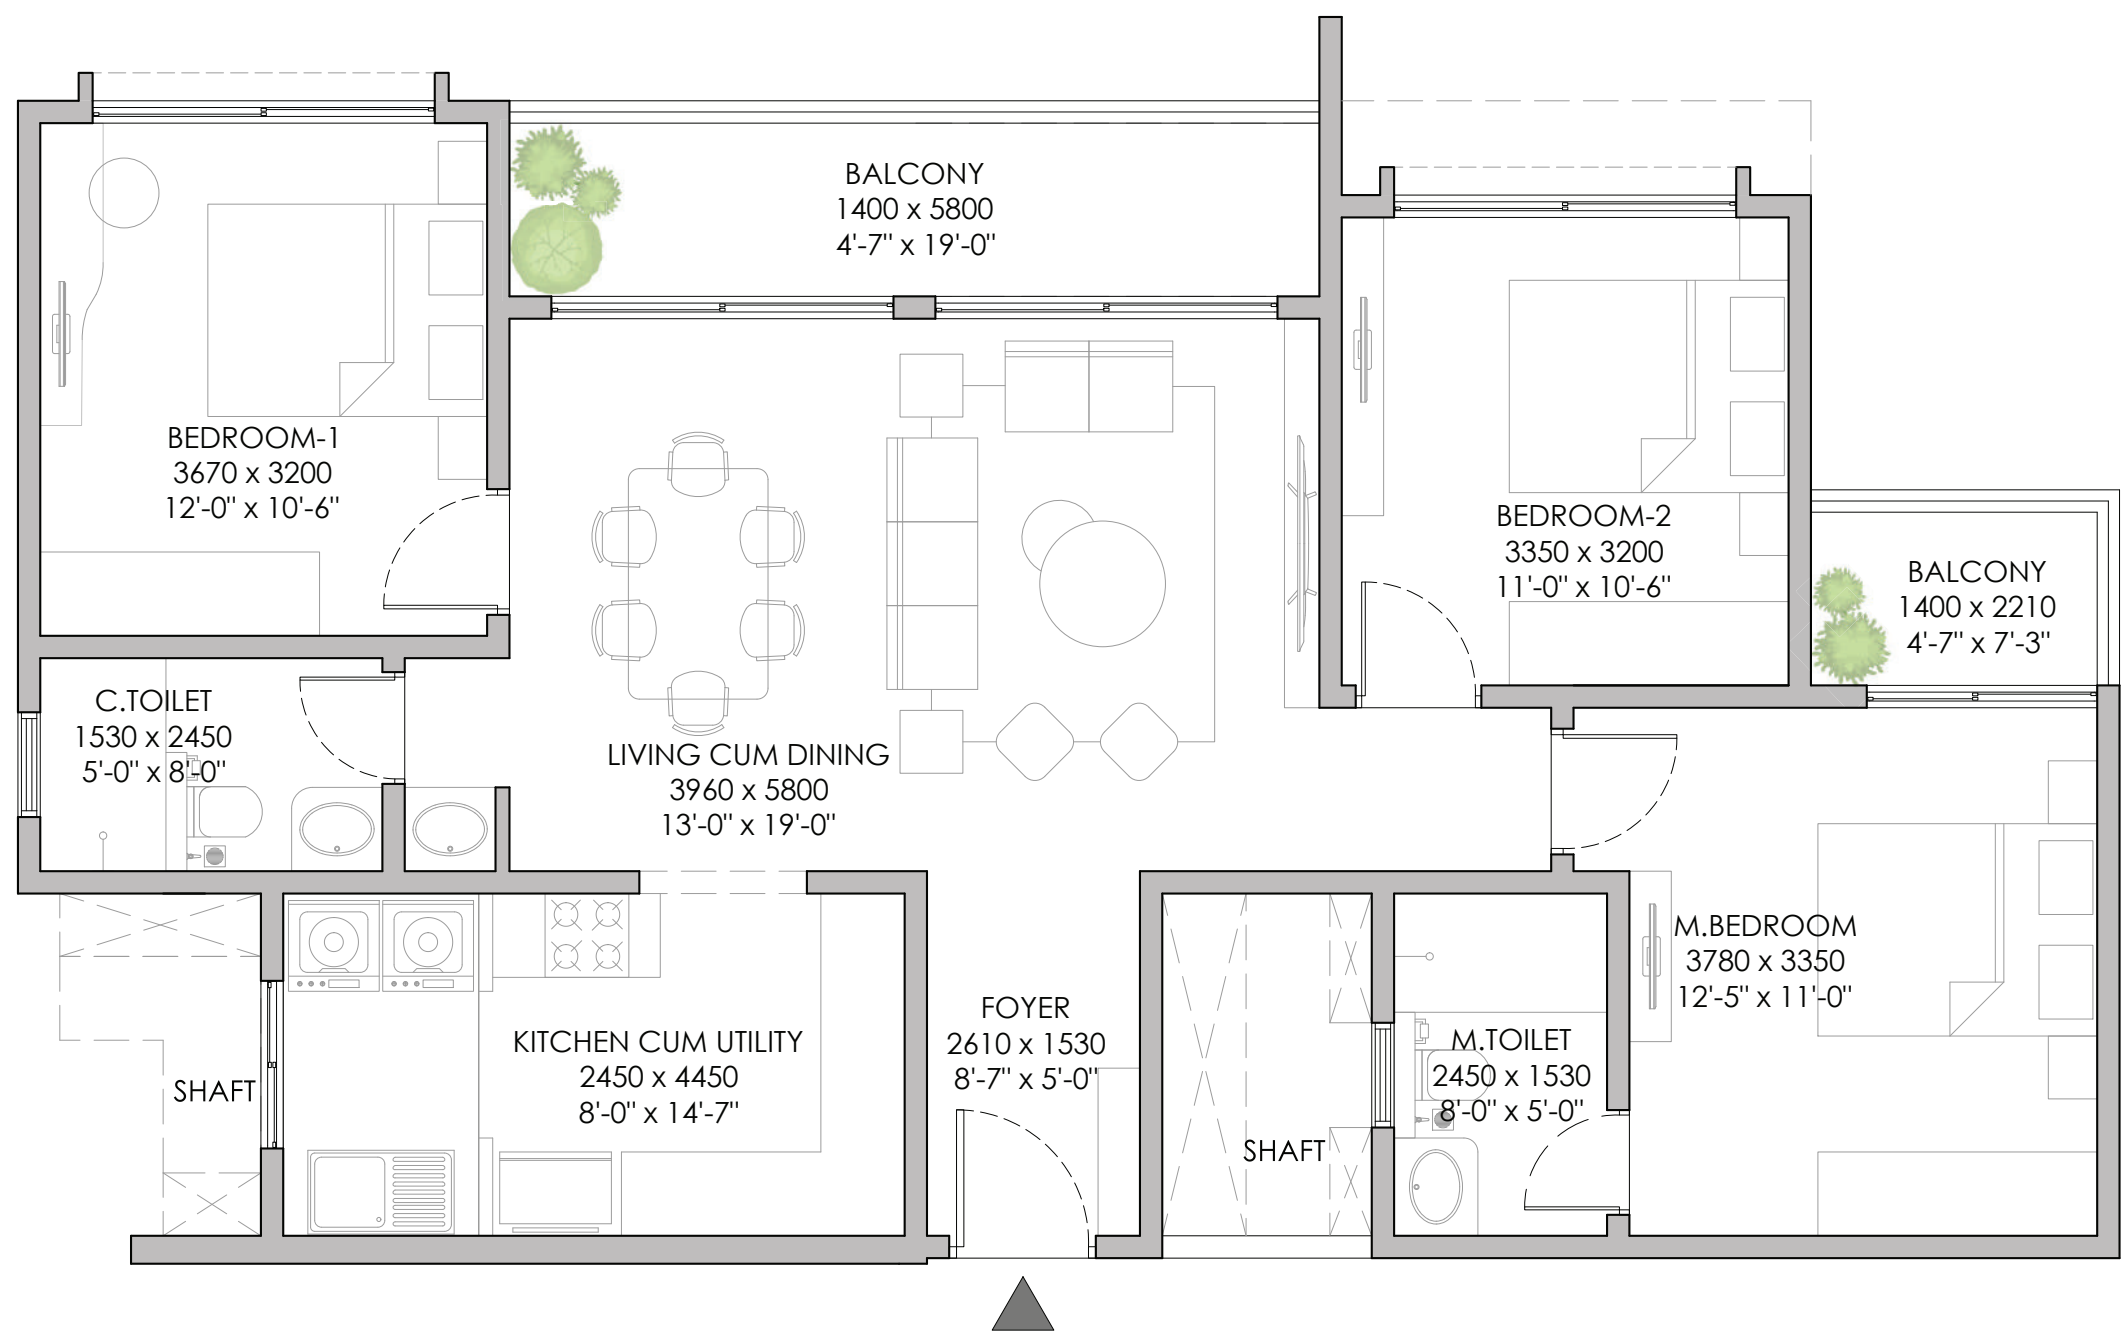 BALCONY
1400 x 5800
4'-7" x 19'-0"
BEDROOM-1
3670 x 3200
12'-0" x 10'-6"
BEDROOM-2
3350 x 3200
11'-0" x 10'-6"
BALCONY
1400 x 2210
4'-7" x 7'-3"
C.TOILET
1530 x 2450
5'-0" x 8'-0"
LIVING CUM DINING
3960 x 5800
13'-0" x 19'-0"
M.BEDROOM
3780 x 3350
12'-5" x 11'-0"
FOYER
2610 x 1530
8'-7" x 5'-0"
KITCHEN CUM UTILITY
2450 x 4450
8'-0" x 14'-7"
M.TOILET
2450 x 1530
8'-0" x 5'-0"
SHAFT
SHAFT